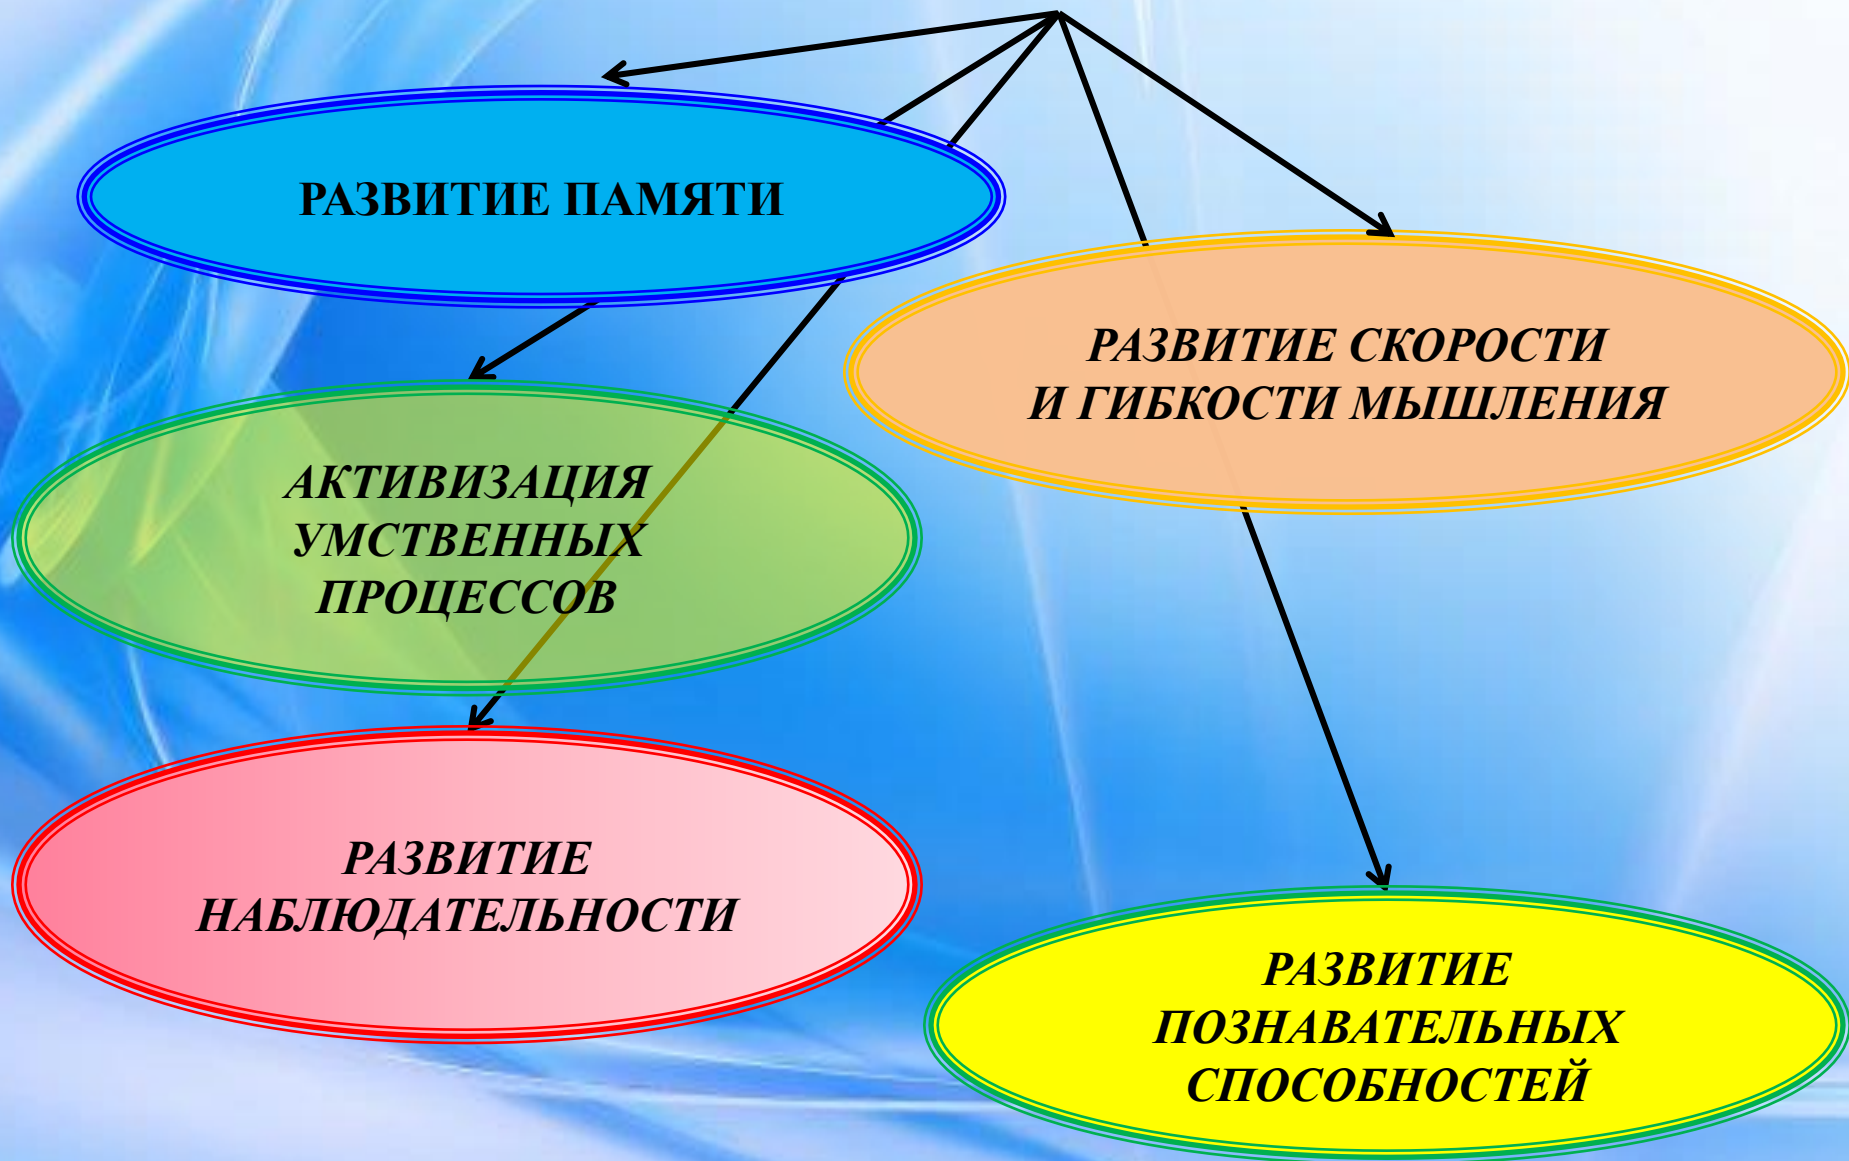 РАЗВИТИЕ ПАМЯТИ
РАЗВИТИЕ СКОРОСТИ
И ГИБКОСТИ МЫШЛЕНИЯ
АКТИВИЗАЦИЯ
УМСТВЕННЫХ
ПРОЦЕССОВ
РАЗВИТИЕ
НАБЛЮДАТЕЛЬНОСТИ
РАЗВИТИЕ
ПОЗНАВАТЕЛЬНЫХ
СПОСОБНОСТЕЙ